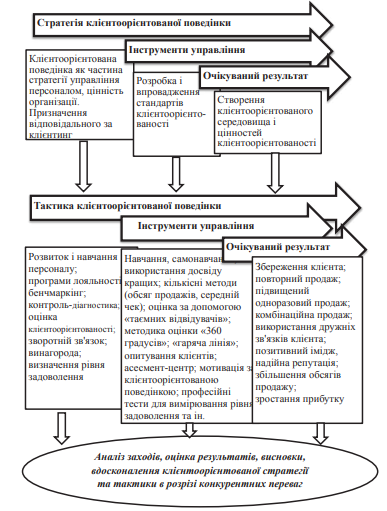 Стратегія клієнтоорієнтованої поведінки
Інструменти управління
Очікуваний результат
Клієнтоорієнтована
поведінка як частина
стратегії управління
персоналом, цінність
організації.
Призначення
відповідального за
клієнтинг
Розробка і
впровадження
стандартів
клієнтоорієнто-
ваності
Створення
клієнтоорієнтованого
середовища і
цінностей
клієнтоорієнтованості
Тактика клієнтоорієнтованої поведінки
Інструменти управління
Очікуваний результат
Розвиток і навчання
персоналу;
програми лояльності
бенчмаркінг;
контроль-діагностика;
оцінка
клієнтоорієнтованості;
зворотній зв'язок;
винагорода;
визначення рівня
задоволення
Навчання, самонавчан
використання досвіду
кращих; кількісні методи
(обсяг продажів, середній
чек); оцінка за допомогою
«таємних відвідувачів»;
методика оцінки «360
градусів»; «гаряча лінія»;
опитування клієнтів;
асесмент-центр; мотивація за
клієнтоорієнтованою
поведінкою; професійні
тести для вимірювання рівня
задоволення та ін.
Збереження клієнта;
повторний продаж;
підвищений
одноразовий продаж;
комбінаційна продаж;
використання дружніх
зв'язків клієнта;
позитивний імідж,
надійна репутація;
збільшення обсягів
продажу;
зростання прибутку
Аналіз заходів, оцінка результатів, висновки,
вдосконалення клієнтоорієнтованої стратегії
та тактики в розрізі конкурентних переваг